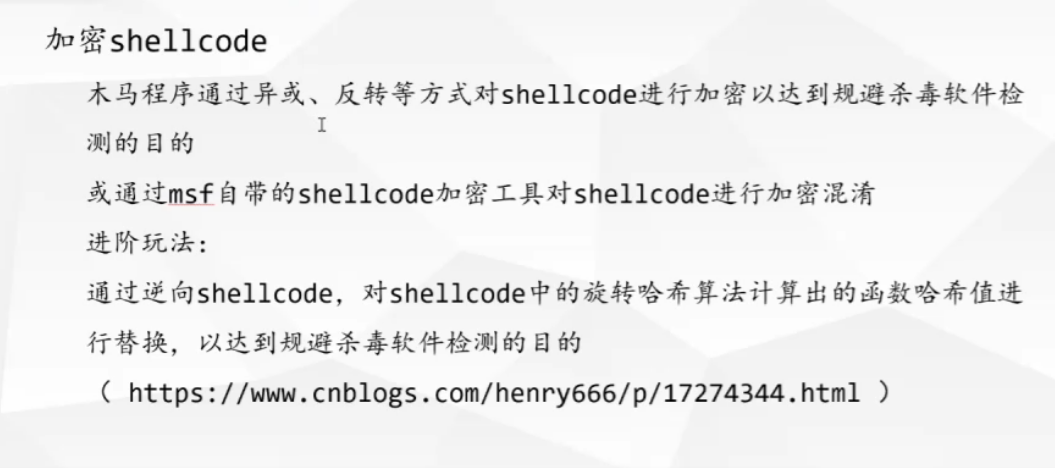 加密shellcode
木马程序通过异或、反转等方式对shellcode进行加密以达到规避杀毒软件检
测的目的
或通过msf自带的shellcode加密工具对shellcode进行加密混淆
进阶玩法:
通过逆向shellcode，对shellcode中的旋转哈希算法计算出的函数哈希值进
行替换，以达到规避杀毒软件检测的目的
（ https://www.cnblogs.com/henry666/p/17274344.html ）